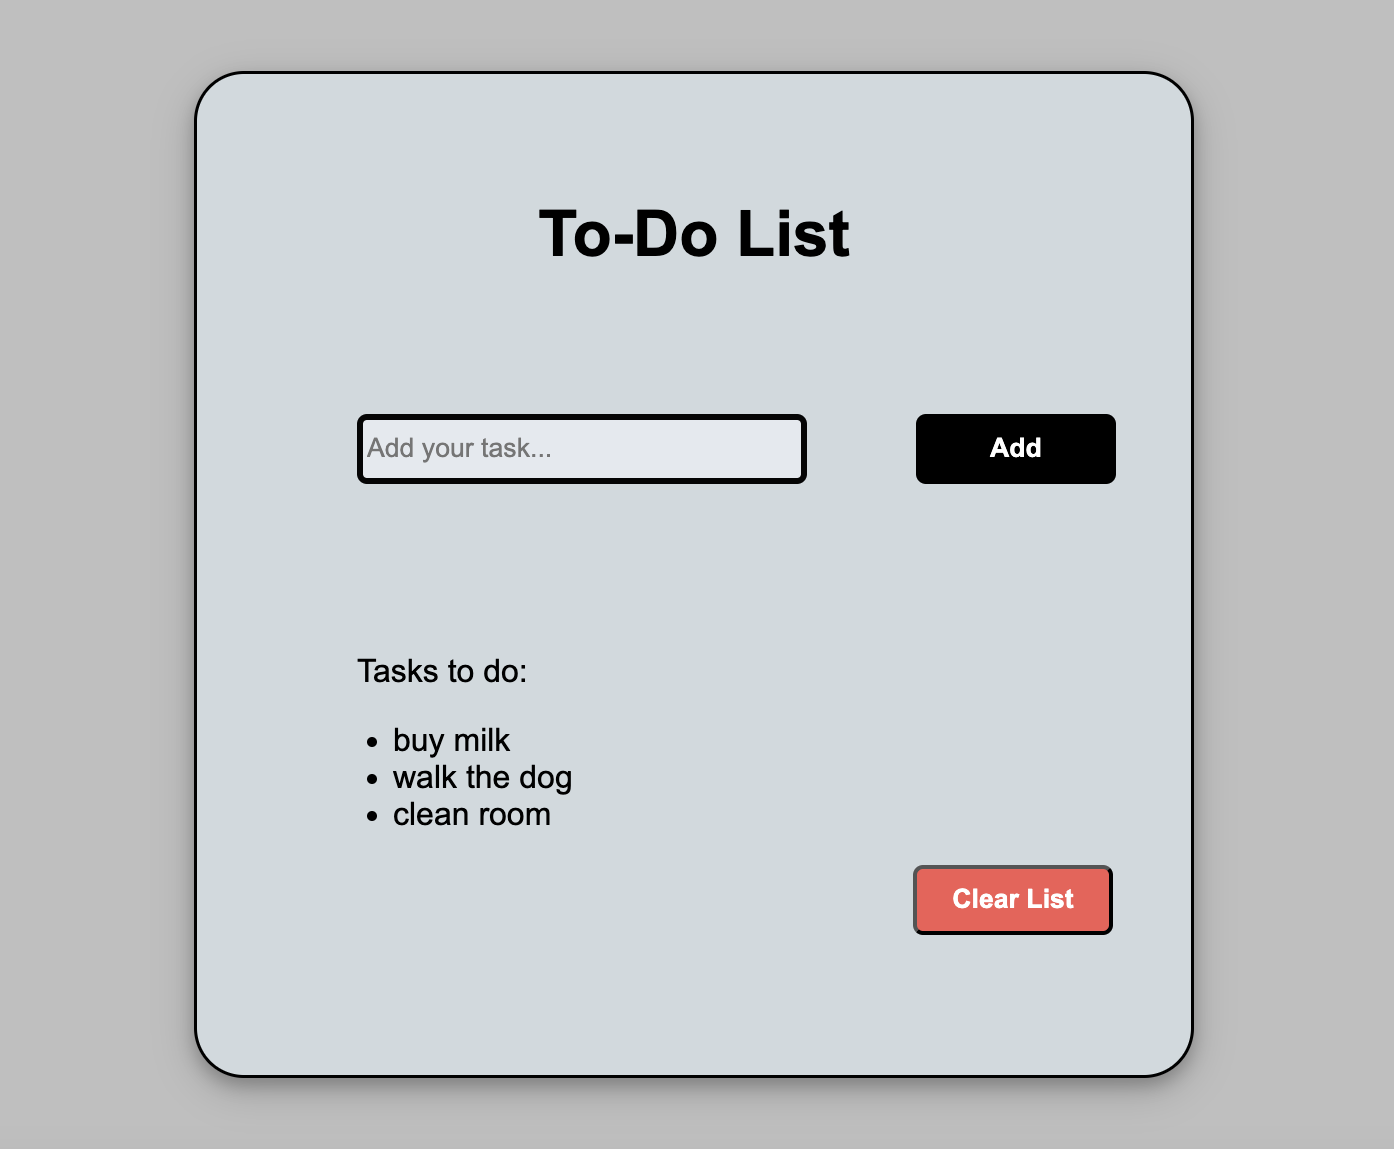 To-Do List
Add your task...
Add
Tasks to do:
buy milk
walk the dog
clean room
Clear List